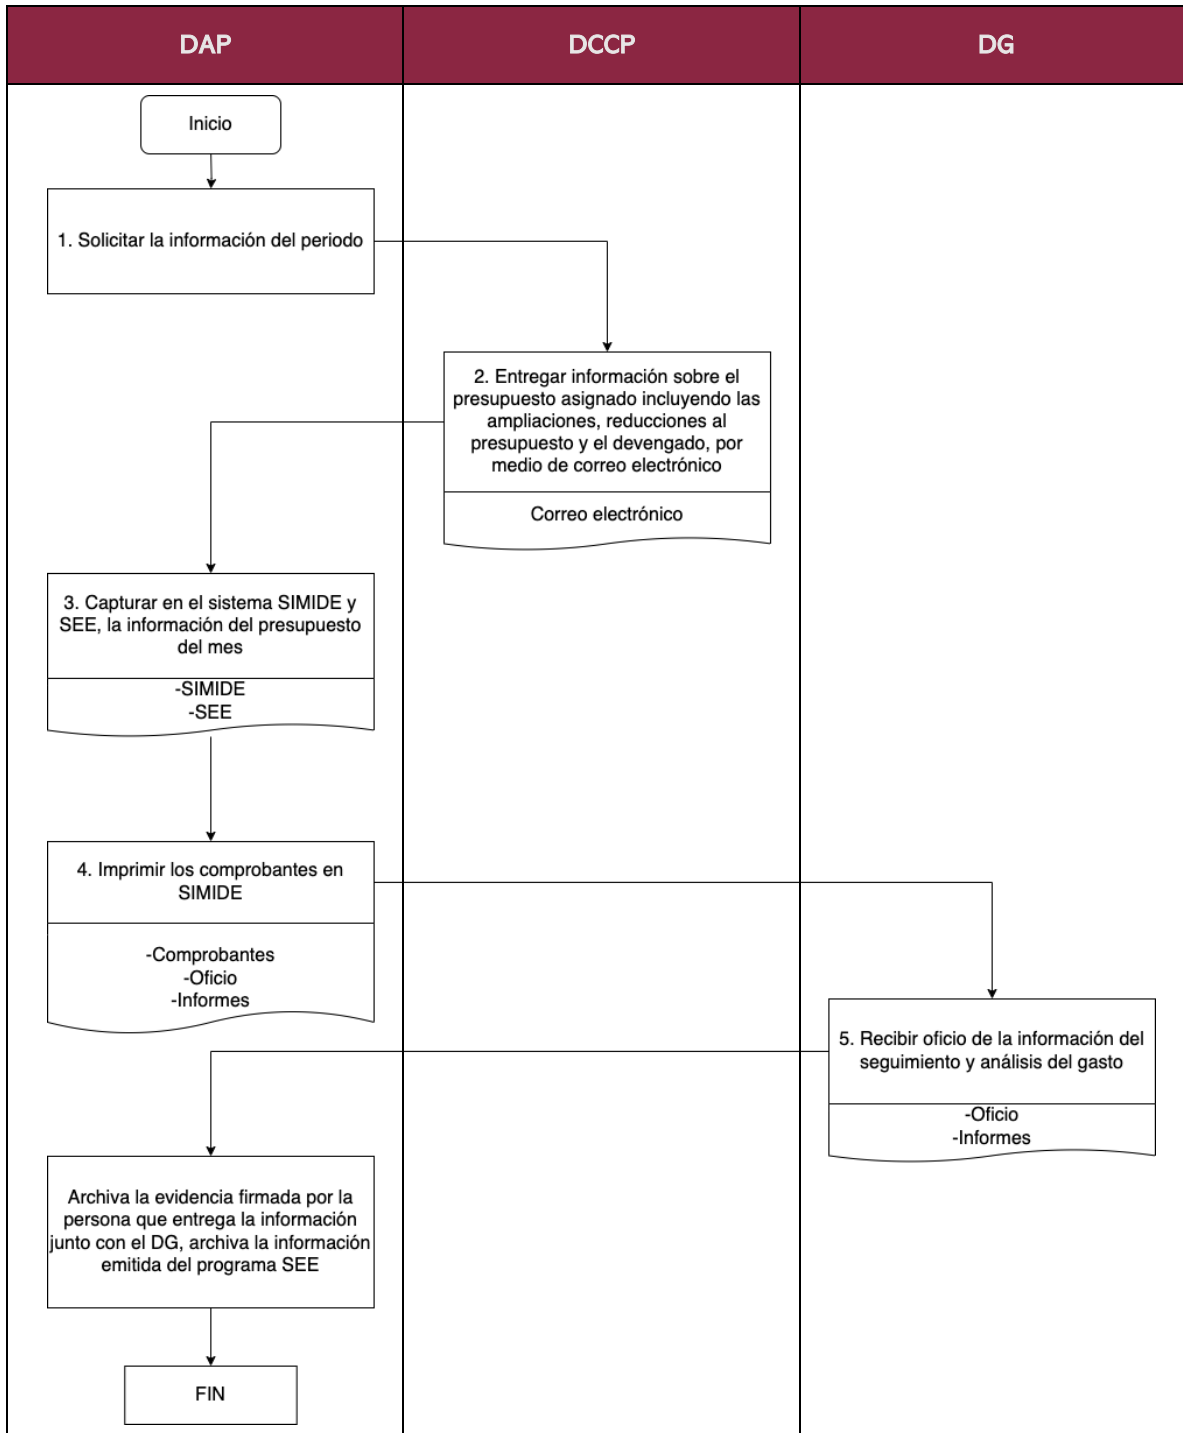 DAP
DCCP
DG
Inicio
1. Solicitar la información del periodo
2. Entregar información sobre el
presupuesto asignado incluyendo las
ampliaciones, reducciones al
presupuesto y el devengado, por
medio de correo electrónico
Correo electrónico
3. Capturar en el sistema SIMIDE y
SEE, la información del presupuesto
del mes
-SIMIDE
-SEE
4. Imprimir los comprobantes en
SIMIDE
-Comprobantes
-Oficio
-Informes
5. Recibir oficio de la información del
seguimiento y análisis del gasto
-Oficio
-Informes
Archiva la evidencia firmada por la
persona que entrega la información
junto con el DG, archiva la información
emitida del programa SEE
FIN